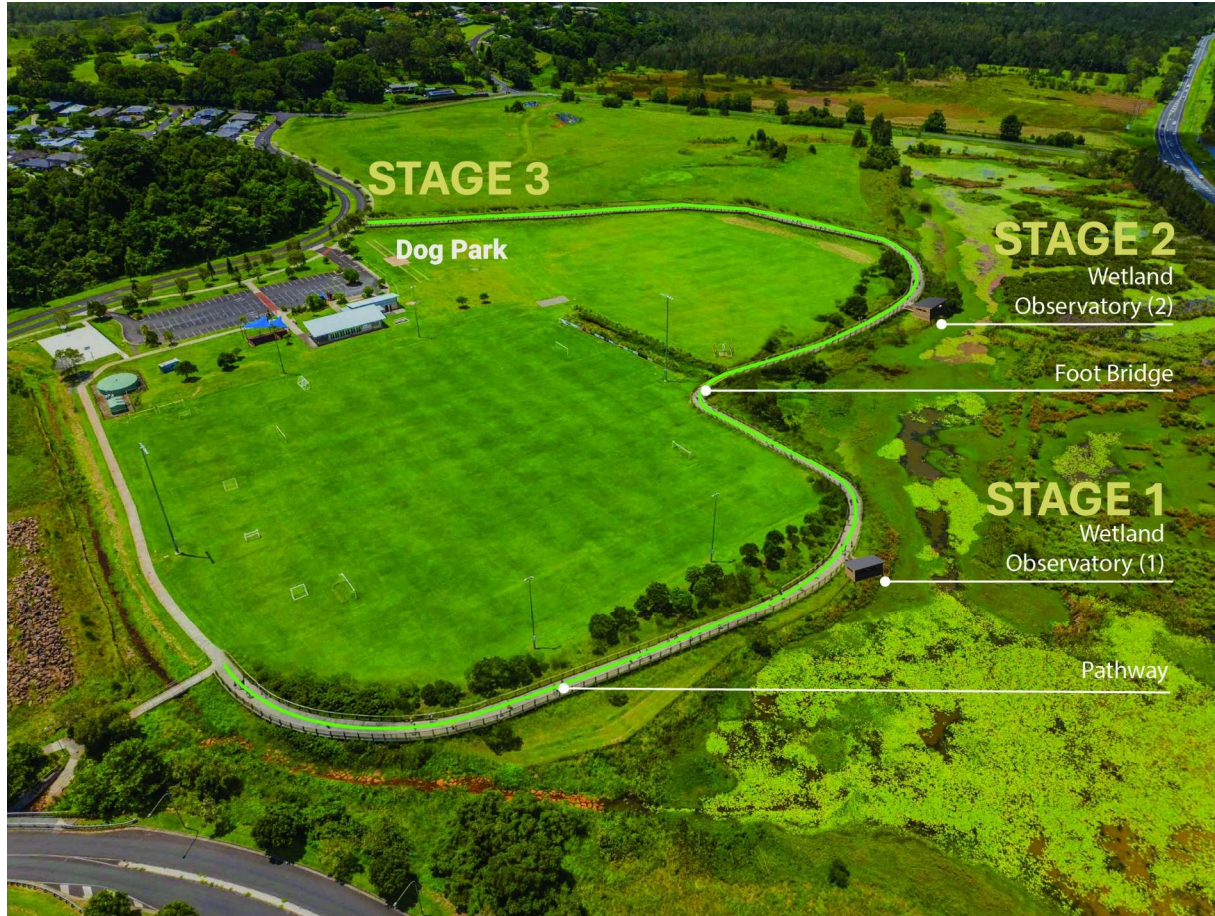 STAGE 3
Dog Park
STAGE 2
Wetland
Observatory (2)
Foot Bridge
STAGE 1
Wetland
Observatory (1)
Pathway